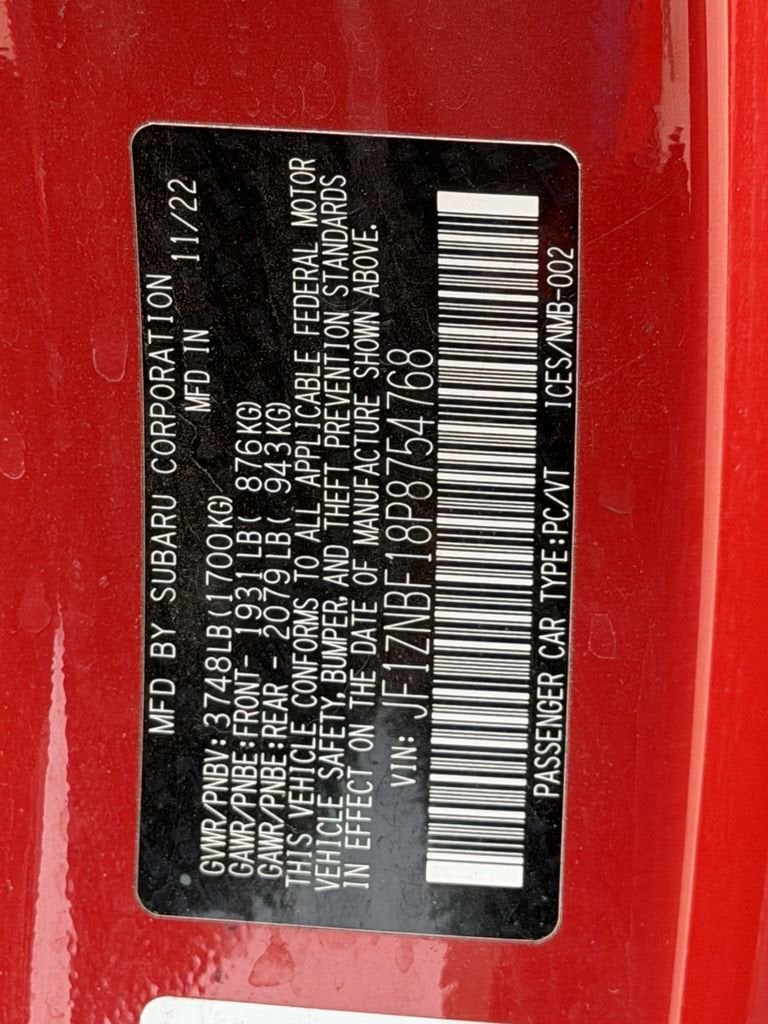 MFD BY SUBARU CORPORATION
MFD IN 11/22
GVWR/PNBV:3748LB(1700KG)
GAWR/PNBE:FRONT- 1931LB( 876KG)
GAWR/PNBE:REAR -2079LB( 943KG)
THIS VEHICLE CONFORMS TO ALL APPLICABLE FEDERAL MOTOR
VEHICLE SAFETY, BUMPER, AND THEFT PREVENTION STANDARDS
IN EFFECT ON THE DATE OF MANUFACTURE SHOWN ABOVE.
VIN: JF1ZNBF18P8754768
PASSENGER CAR TYPE:PC/VT ICES/NMB-002